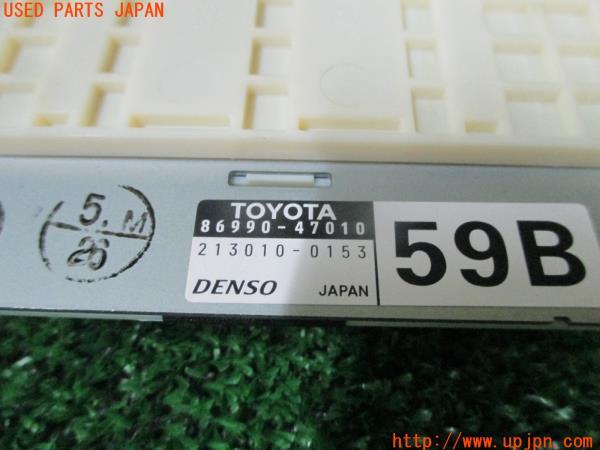 USED PARTS JAPAN
TOYOTA
86990-47010
213010-0153
DENSO JAPAN
59B
5. M
26
http://www.upjpn.com